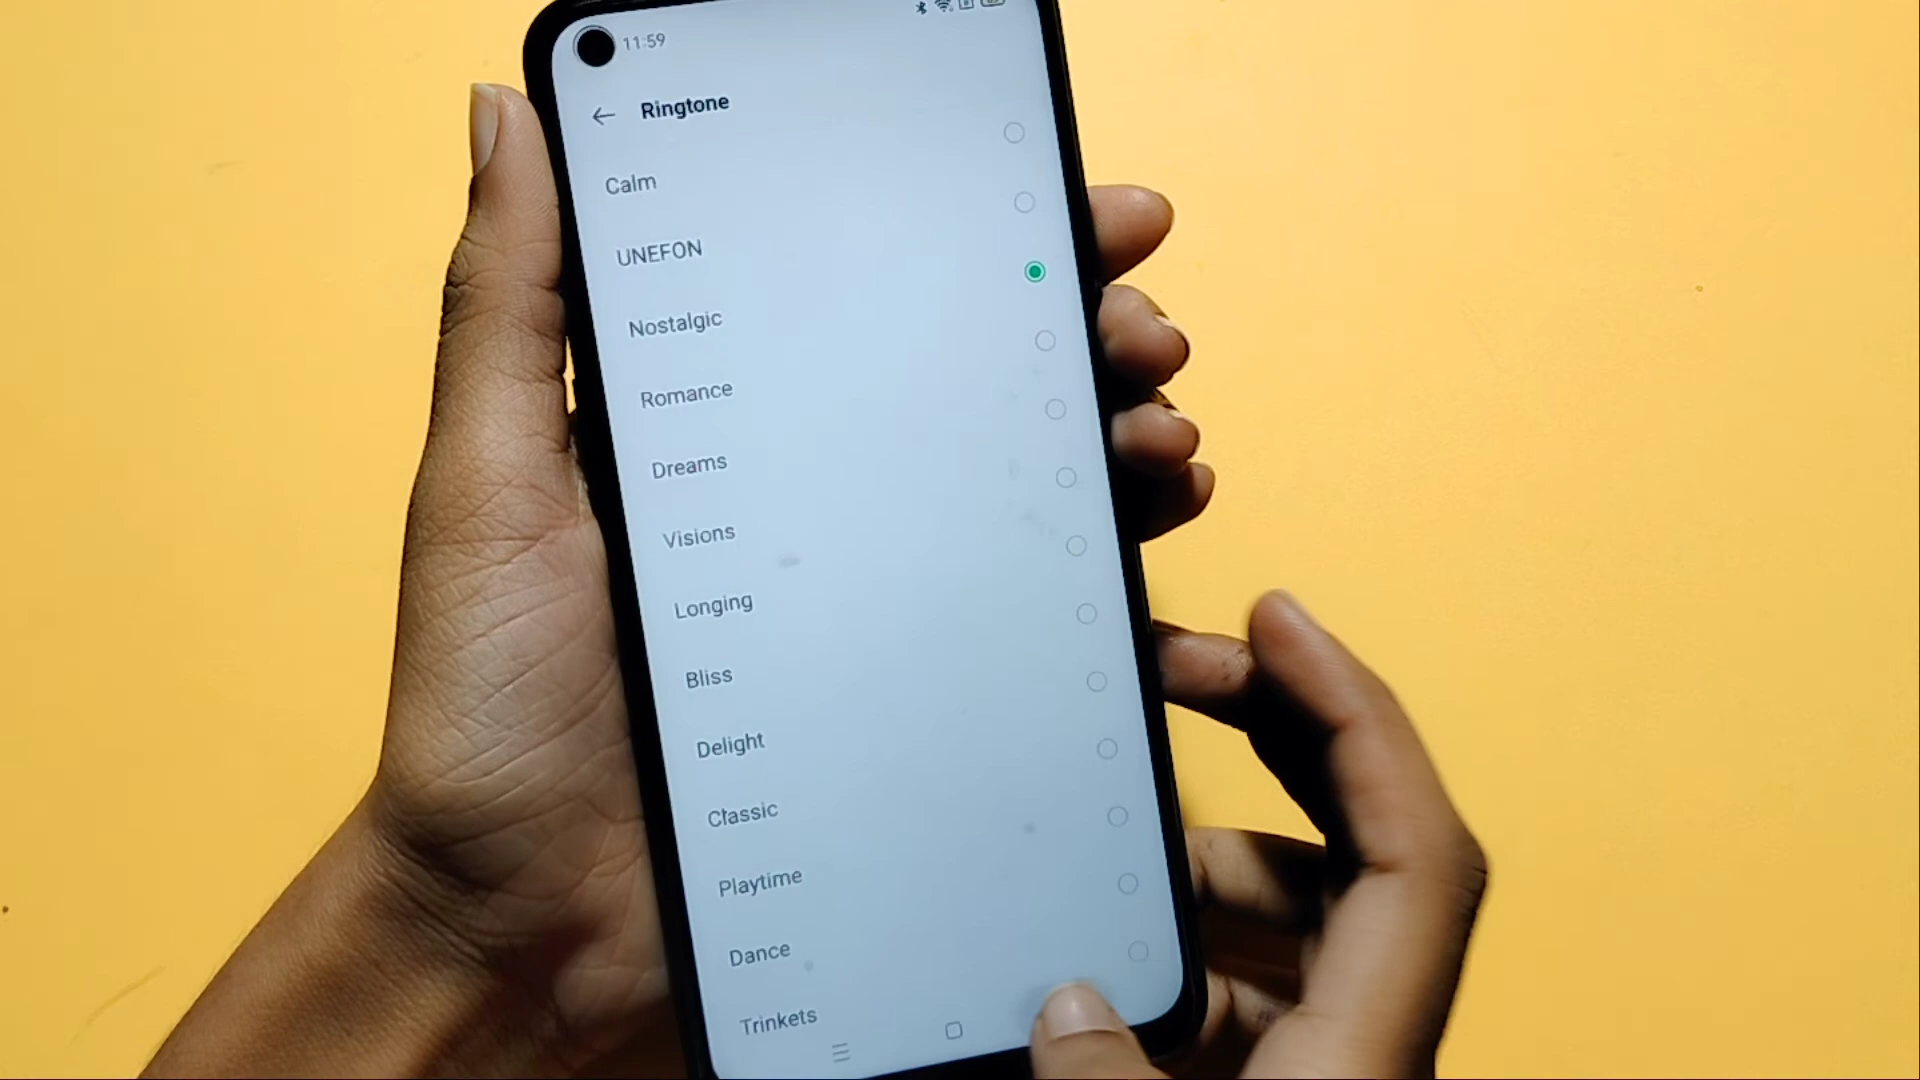 11:59
Ringtone
Calm
UNEFON
Nostalgic
Romance
Dreams
Visions
Longing
Bliss
Delight
Classic
Playtime
Dance
Trinkets